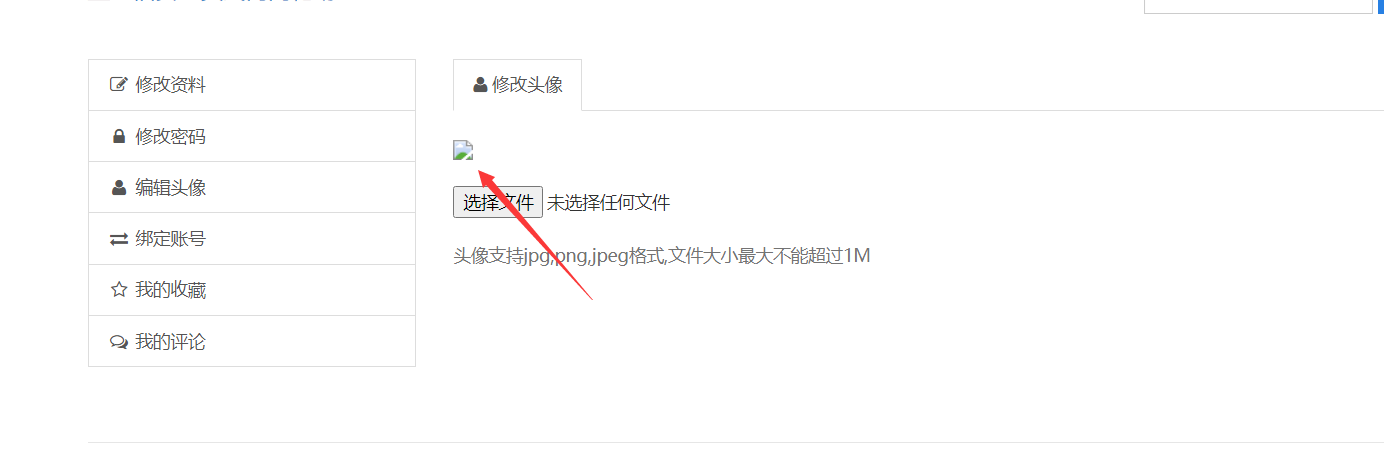 修改资料
修改密码
编辑头像
绑定账号
我的收藏
我的评论
修改头像
选择文件 未选择任何文件
头像支持jpg,png,jpeg格式,文件大小最大不能超过1M